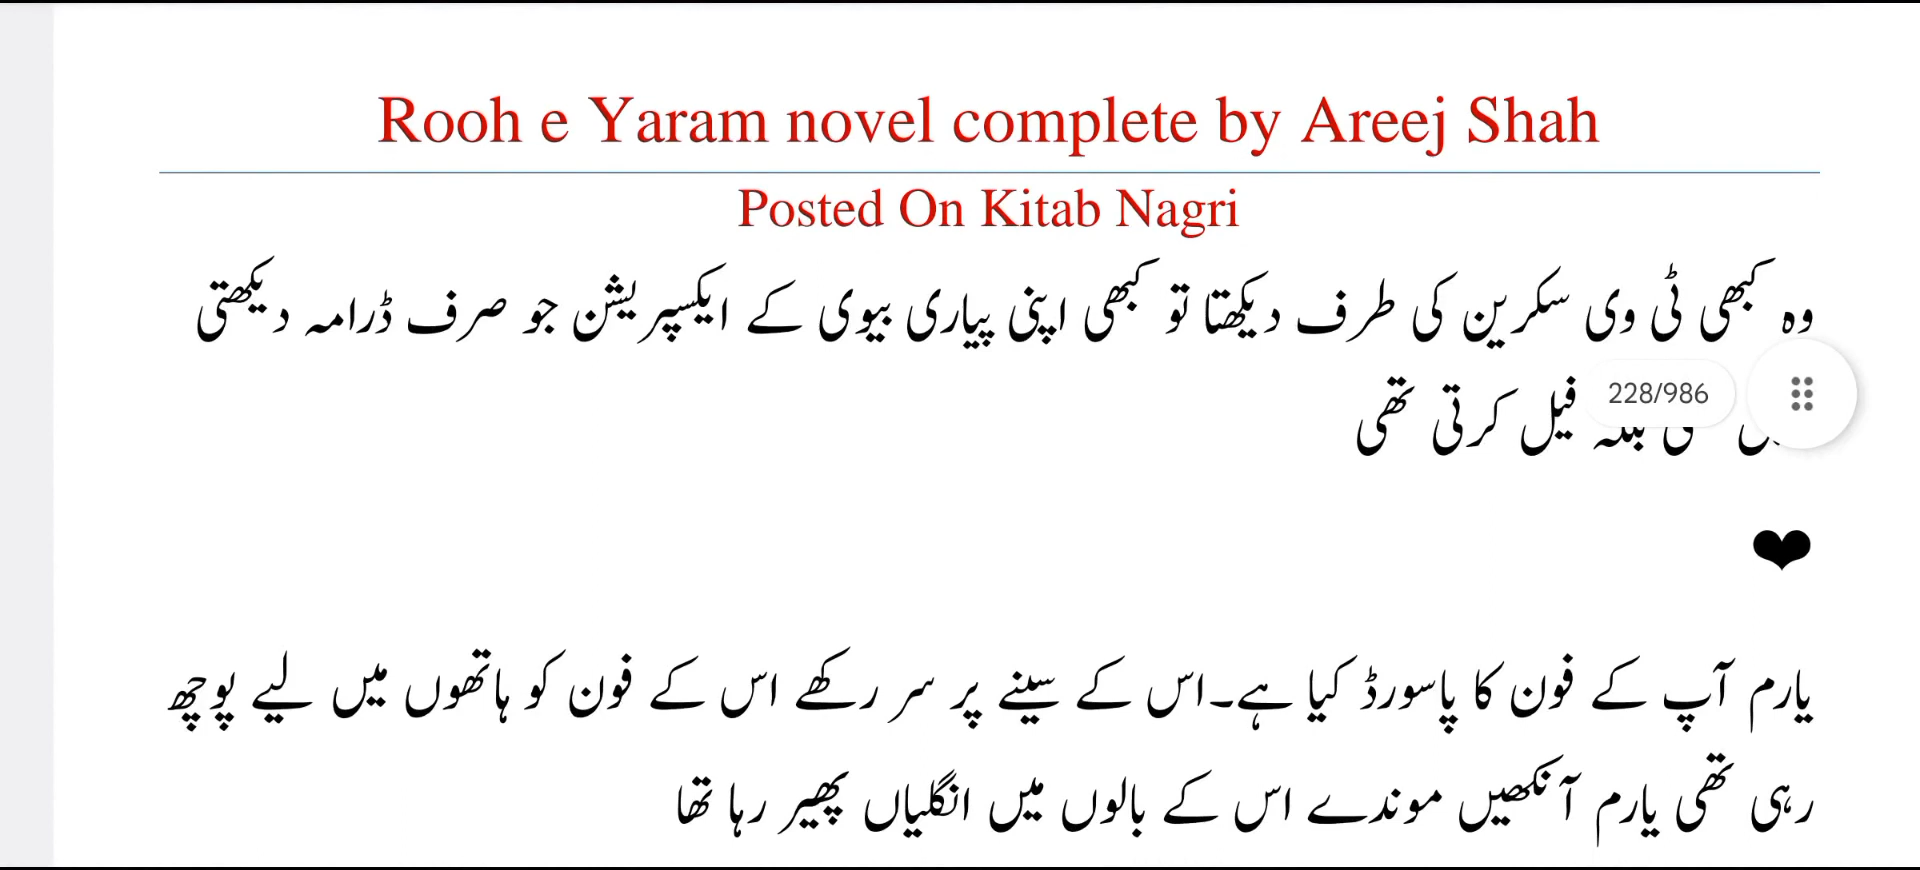 Rooh e Yaram novel complete by Areej Shah
Posted On Kitab Nagri
وہ کبھی ٹی وی سکرین کی طرف دیکھتا تو کبھی اپنی پیاری بیوی کے ایکسپریشن جو صرف ڈرامہ دیکھتی
فیل کرتی تھی
228/986
❤
یارم آپ کے فون کا پاسورڈ کیا ہے۔اس کے سینے پر سر رکھے اس کے فون کو ہاتھوں میں لیے پوچھ
رہی تھی یارم آنکھیں موندے اس کے بالوں میں انگلیاں پھیر رہا تھا